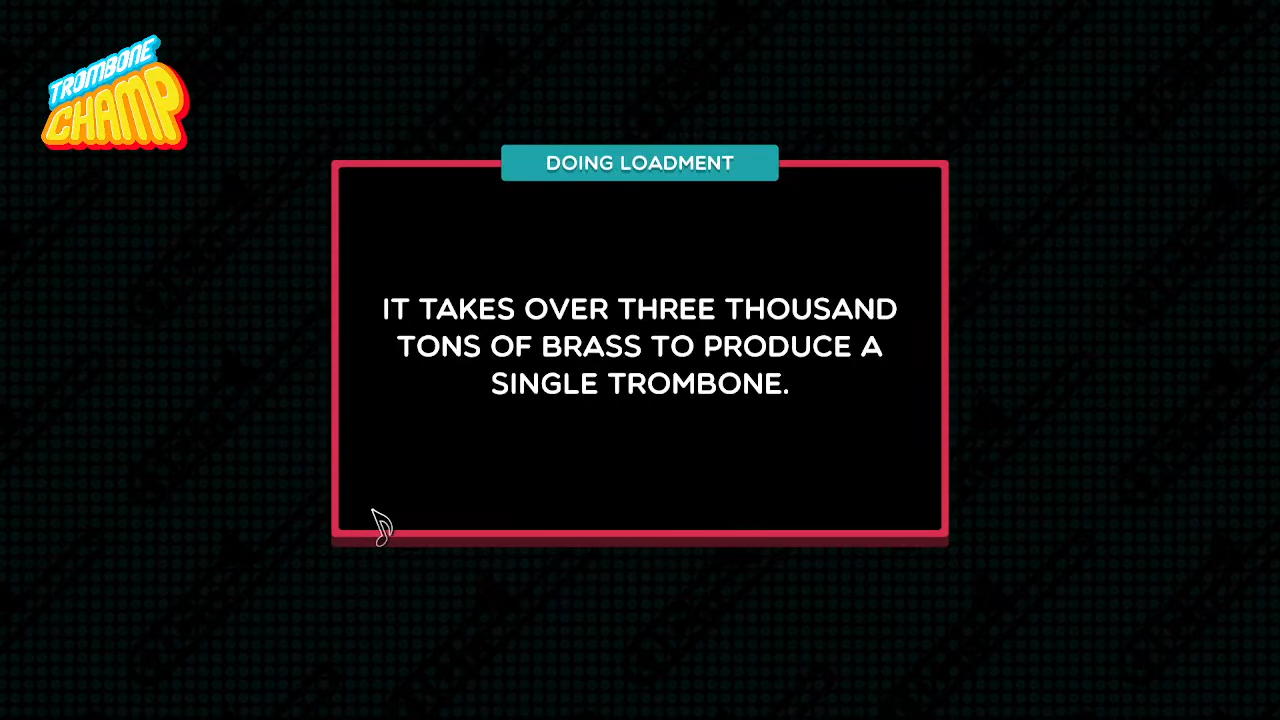 TROMBONE
CHAMP
DOING LOADMENT
IT TAKES OVER THREE THOUSAND
TONS OF BRASS TO PRODUCE A
SINGLE TROMBONE.